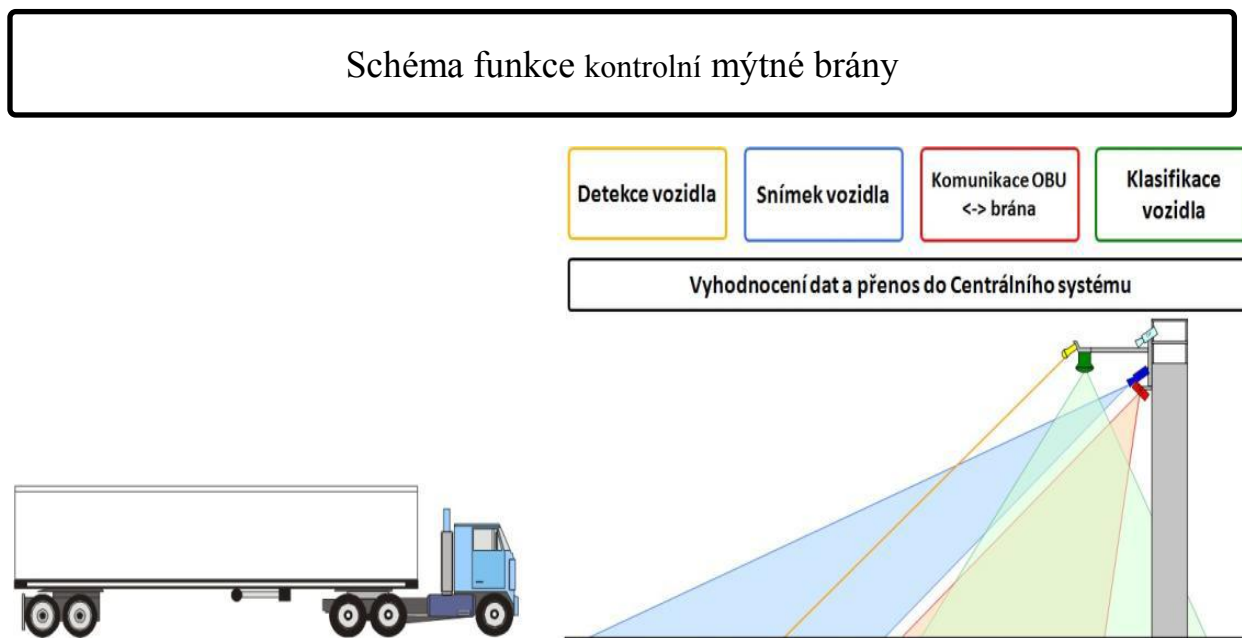 Schéma funkce kontrolní mýtné brány
Detekce vozidla
Snímek vozidla
Komunikace OBU
<-> brána
Klasifikace
vozidla
Vyhodnocení dat a přenos do Centrálního systému